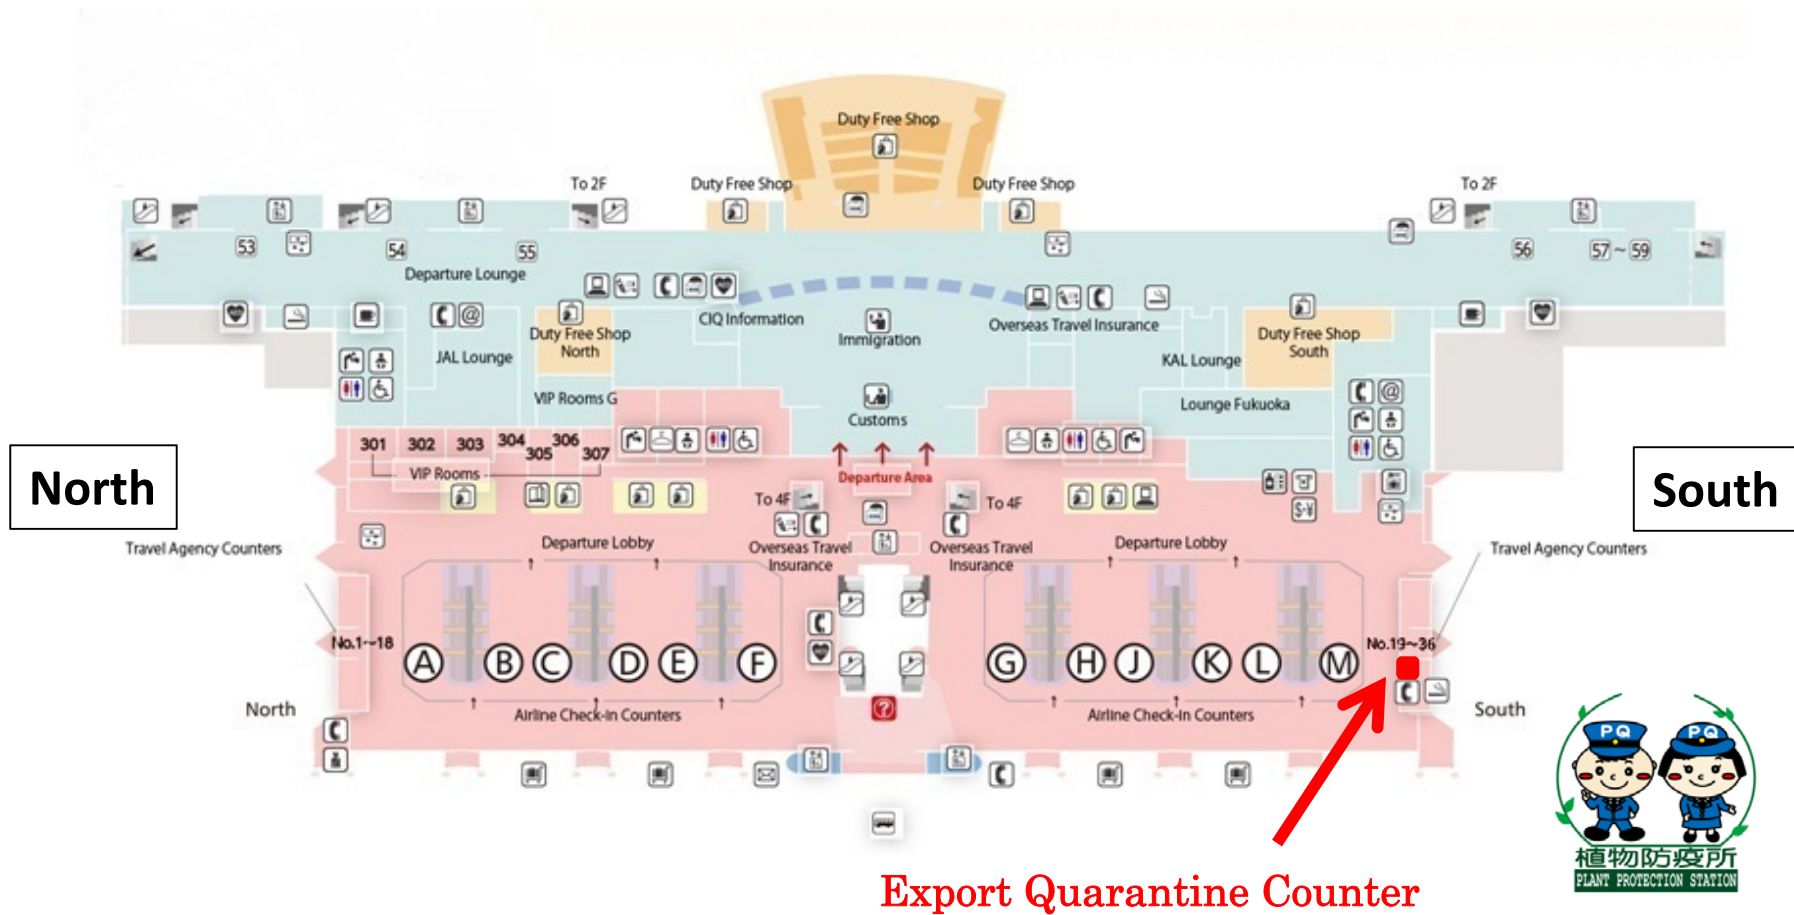 Duty Free Shop
To 2F
Duty Free Shop
Duty Free Shop
To 2F
53
54
55
56
57～59
Departure Lounge
CIQ Information
Overseas Travel Insurance
Immigration
Duty Free Shop
North
Duty Free Shop
South
JAL Lounge
KAL Lounge
VIP Rooms G
Customs
Lounge Fukuoka
301
302
303
304
305
306
307
VIP Rooms
Departure Area
North
South
To 4F
To 4F
$·¥
Travel Agency Counters
Departure Lobby
Overseas Travel
Insurance
Overseas Travel
Insurance
Departure Lobby
Travel Agency Counters
No.1～18
No.19～36
A
B
C
D
E
F
G
H
J
K
L
M
North
Airline Check-in Counters
?
Airline Check-in Counters
South
PQ
PQ
植物防疫所
PLANT PROTECTION STATION
Export Quarantine Counter